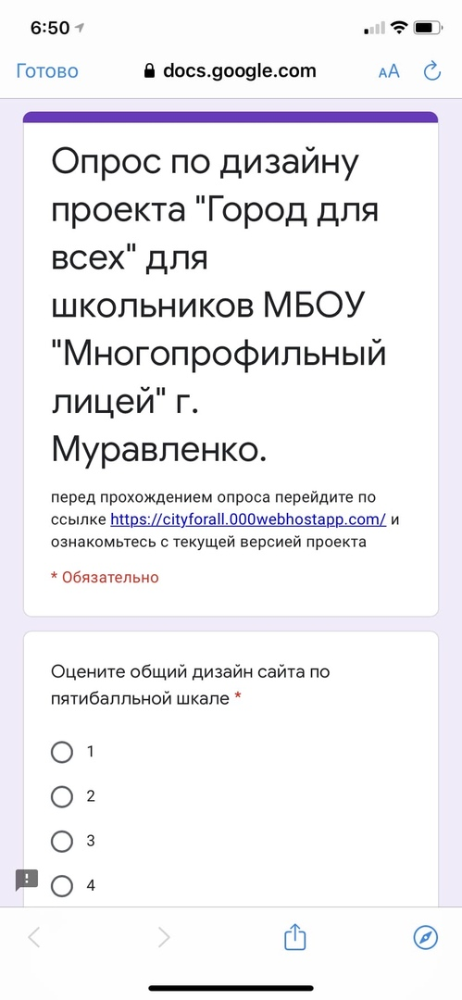 6:50
Готово
docs.google.com
AA
Опрос по дизайну
проекта "Город для
всех" для
школьников МБОУ
"Многопрофильный
лицей" г.
Муравленко.
перед прохождением опроса перейдите по
ссылке https://cityforall.000webhostapp.com/ и
ознакомьтесь с текущей версией проекта
* Обязательно
Оцените общий дизайн сайта по
пятибалльной шкале *
1
2
3
4